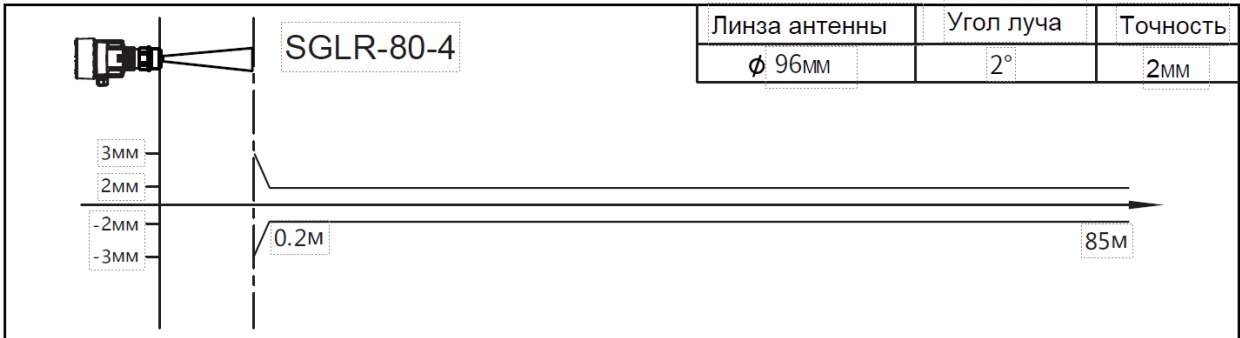 SGLR-80-4
Линза антенны Угол луча Точность
ϕ 96мм 2° 2мм
3мм
2мм
-2мм
-3мм
0.2м
85м